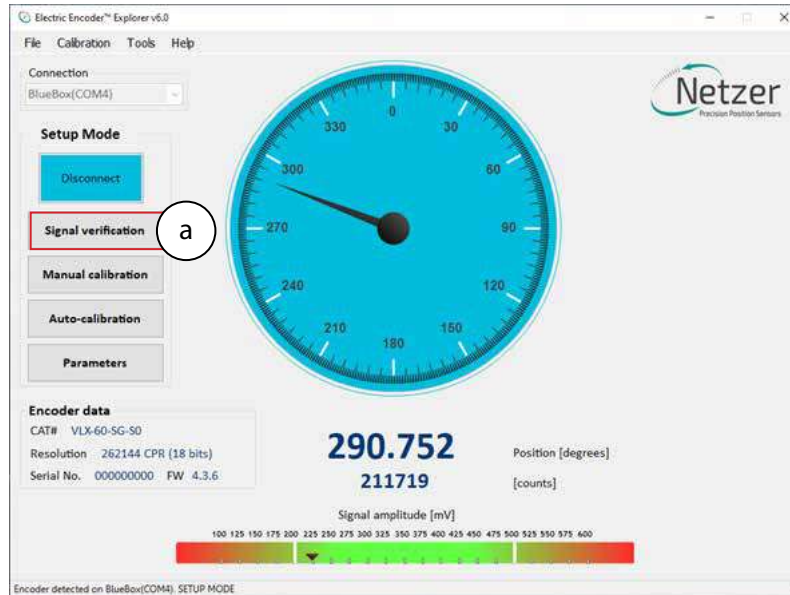 Electric Encoder™ Explorer v6.0
File Calibration Tools Help
Connection
BlueBox(COM4)
Netzer
Precision Position Sensors
Setup Mode
Disconnect
Signal verification
a
Manual calibration
Auto-calibration
Parameters
0
30
60
90
120
150
180
210
240
270
300
330
Encoder data
CAT# VLX-60-SG-S0
Resolution 262144 CPR (18 bits)
Serial No. 000000000 FW 4.3.6
290.752 Position [degrees]
211719 [counts]
Signal amplitude [mV]
100 125 150 175 200 225 250 275 300 325 350 375 400 425 450 475 500 525 550 575 600
Encoder detected on BlueBox(COM4). SETUP MODE